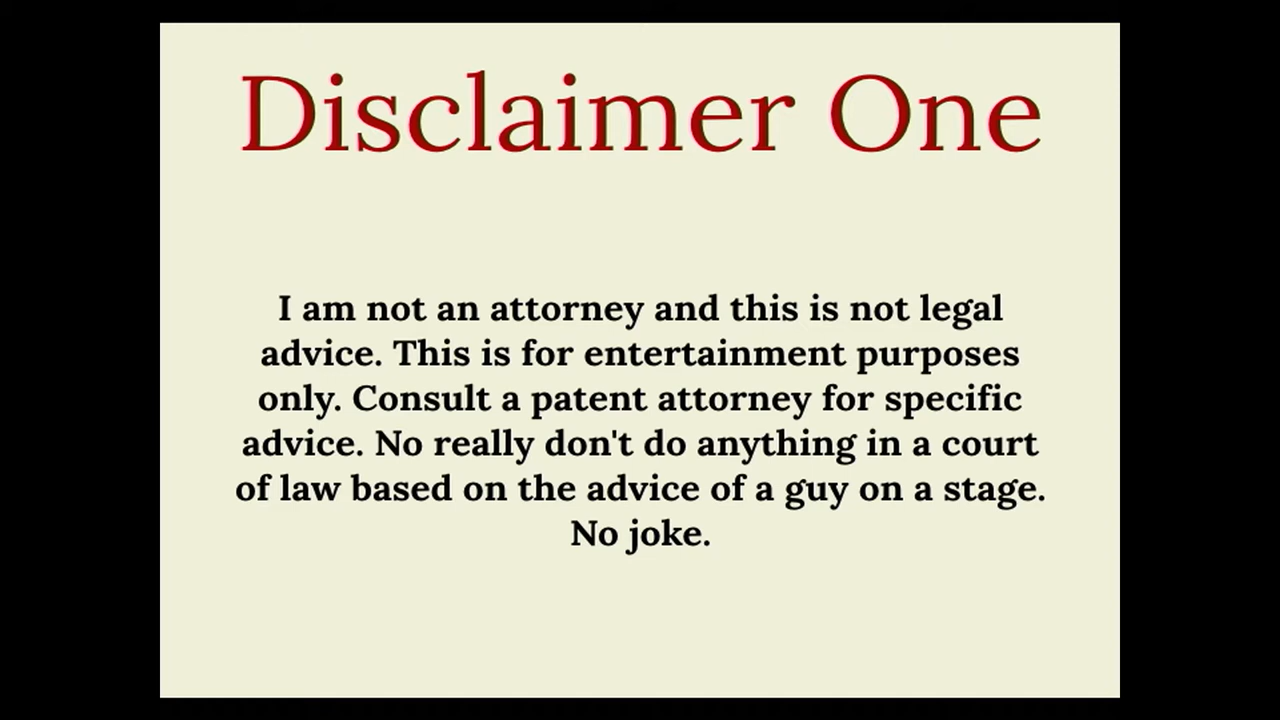 Disclaimer One
I am not an attorney and this is not legal
advice. This is for entertainment purposes
only. Consult a patent attorney for specific
advice. No really don't do anything in a court
of law based on the advice of a guy on a stage.
No joke.